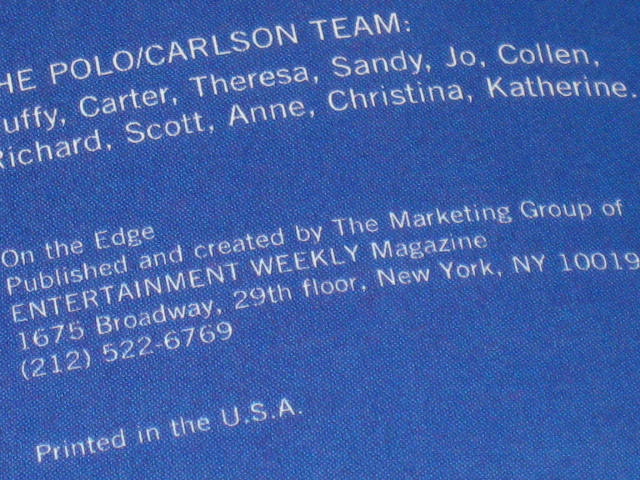 HE POLO/CARLSON TEAM:
uffy, Carter, Theresa, Sandy, Jo, Collen,
Richard, Scott, Anne, Christina, Katherine.
On the Edge
Published and created by The Marketing Group of
ENTERTAINMENT WEEKLY Magazine
1675 Broadway, 29th floor, New York, NY 10019
(212) 522-6769
Printed in the U.S.A.